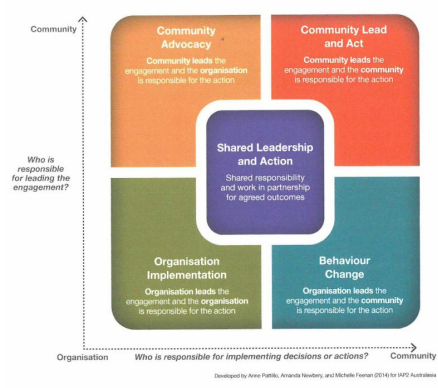 Community
Community
Advocacy
Community leads the
engagement and the organisation
is responsible for the action
Community Lead
and Act
Community leads the
engagement and the community
is responsible for the action
Who is
responsible
for leading the
engagement?
Shared Leadership
and Action
Shared responsibility
and work in partnership
for agreed outcomes
Organisation
Implementation
Organisation leads the
engagement and the organisation
is responsible for the action
Behaviour
Change
Organisation leads the
engagement and the community
is responsible for the action
Organisation
Who is responsible for implementing decisions or actions?
Community
Developed by Anne Pattillo, Amanda Newbery, and Michelle Feenan (2014) for IAP2 Australasia